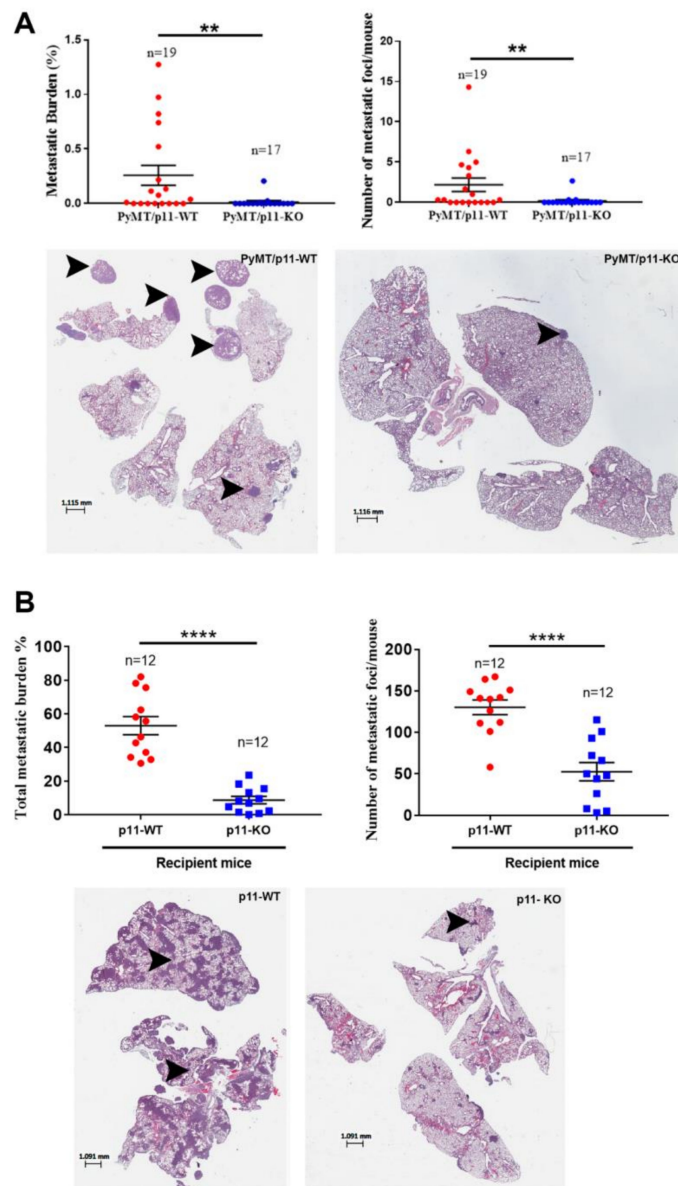 A
Metastatic Burden (%)
1.5
1.0
0.5
0.0
n=19
**
n=17
PyMT/p11-WT PyMT/p11-KO
Number of metastatic foci/mouse
20
15
10
5
0
n=19
**
n=17
PyMT/p11-WT PyMT/p11-KO
PyMT/p11-WT
1,115 mm
PyMT/p11-KO
1,116 mm
B
Total metastatic burden %
100
80
60
40
20
0
****
n=12
n=12
p11-WT p11-KO
Recipient mice
Number of metastatic foci/mouse
200
150
100
50
0
****
n=12
n=12
p11-WT p11-KO
Recipient mice
p11-WT
1.091 mm
p11- KO
1.091 mm